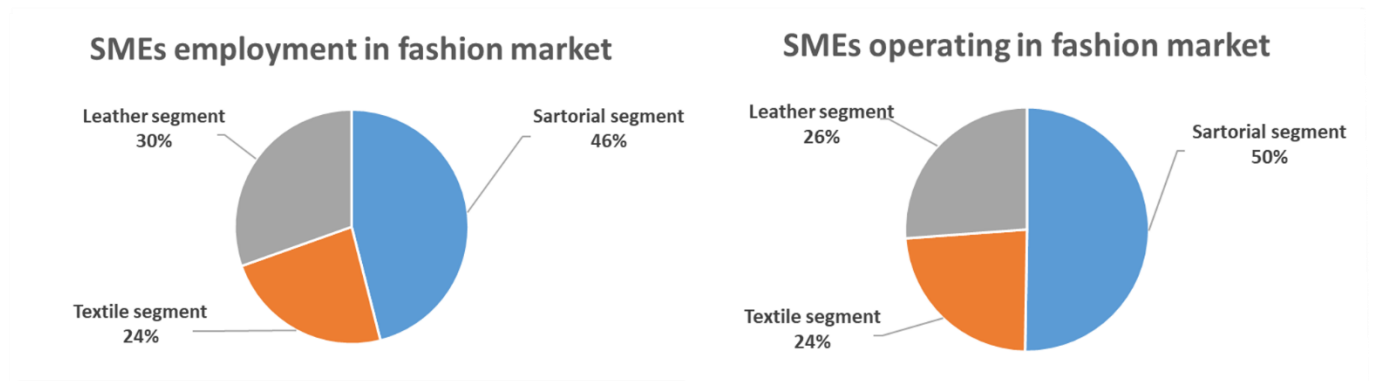 SMEs employment in fashion market
Leather segment
30%
Sartorial segment
46%
Textile segment
24%
SMEs operating in fashion market
Leather segment
26%
Sartorial segment
50%
Textile segment
24%